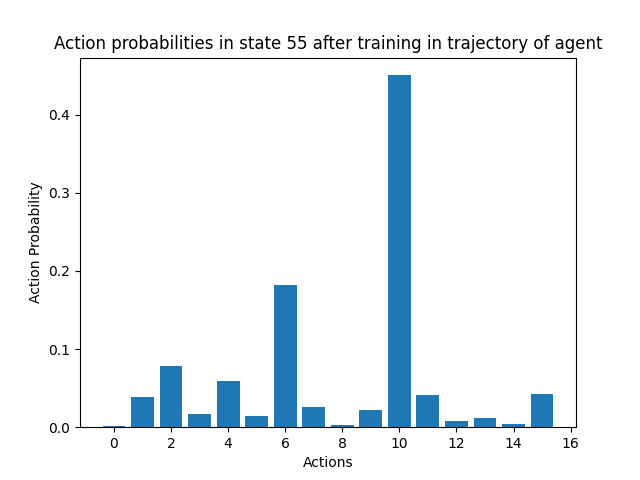 Action probabilities in state 55 after training in trajectory of agent
Action Probability
0.4
0.3
0.2
0.1
0.0
0 2 4 6 8 10 12 14 16
Actions